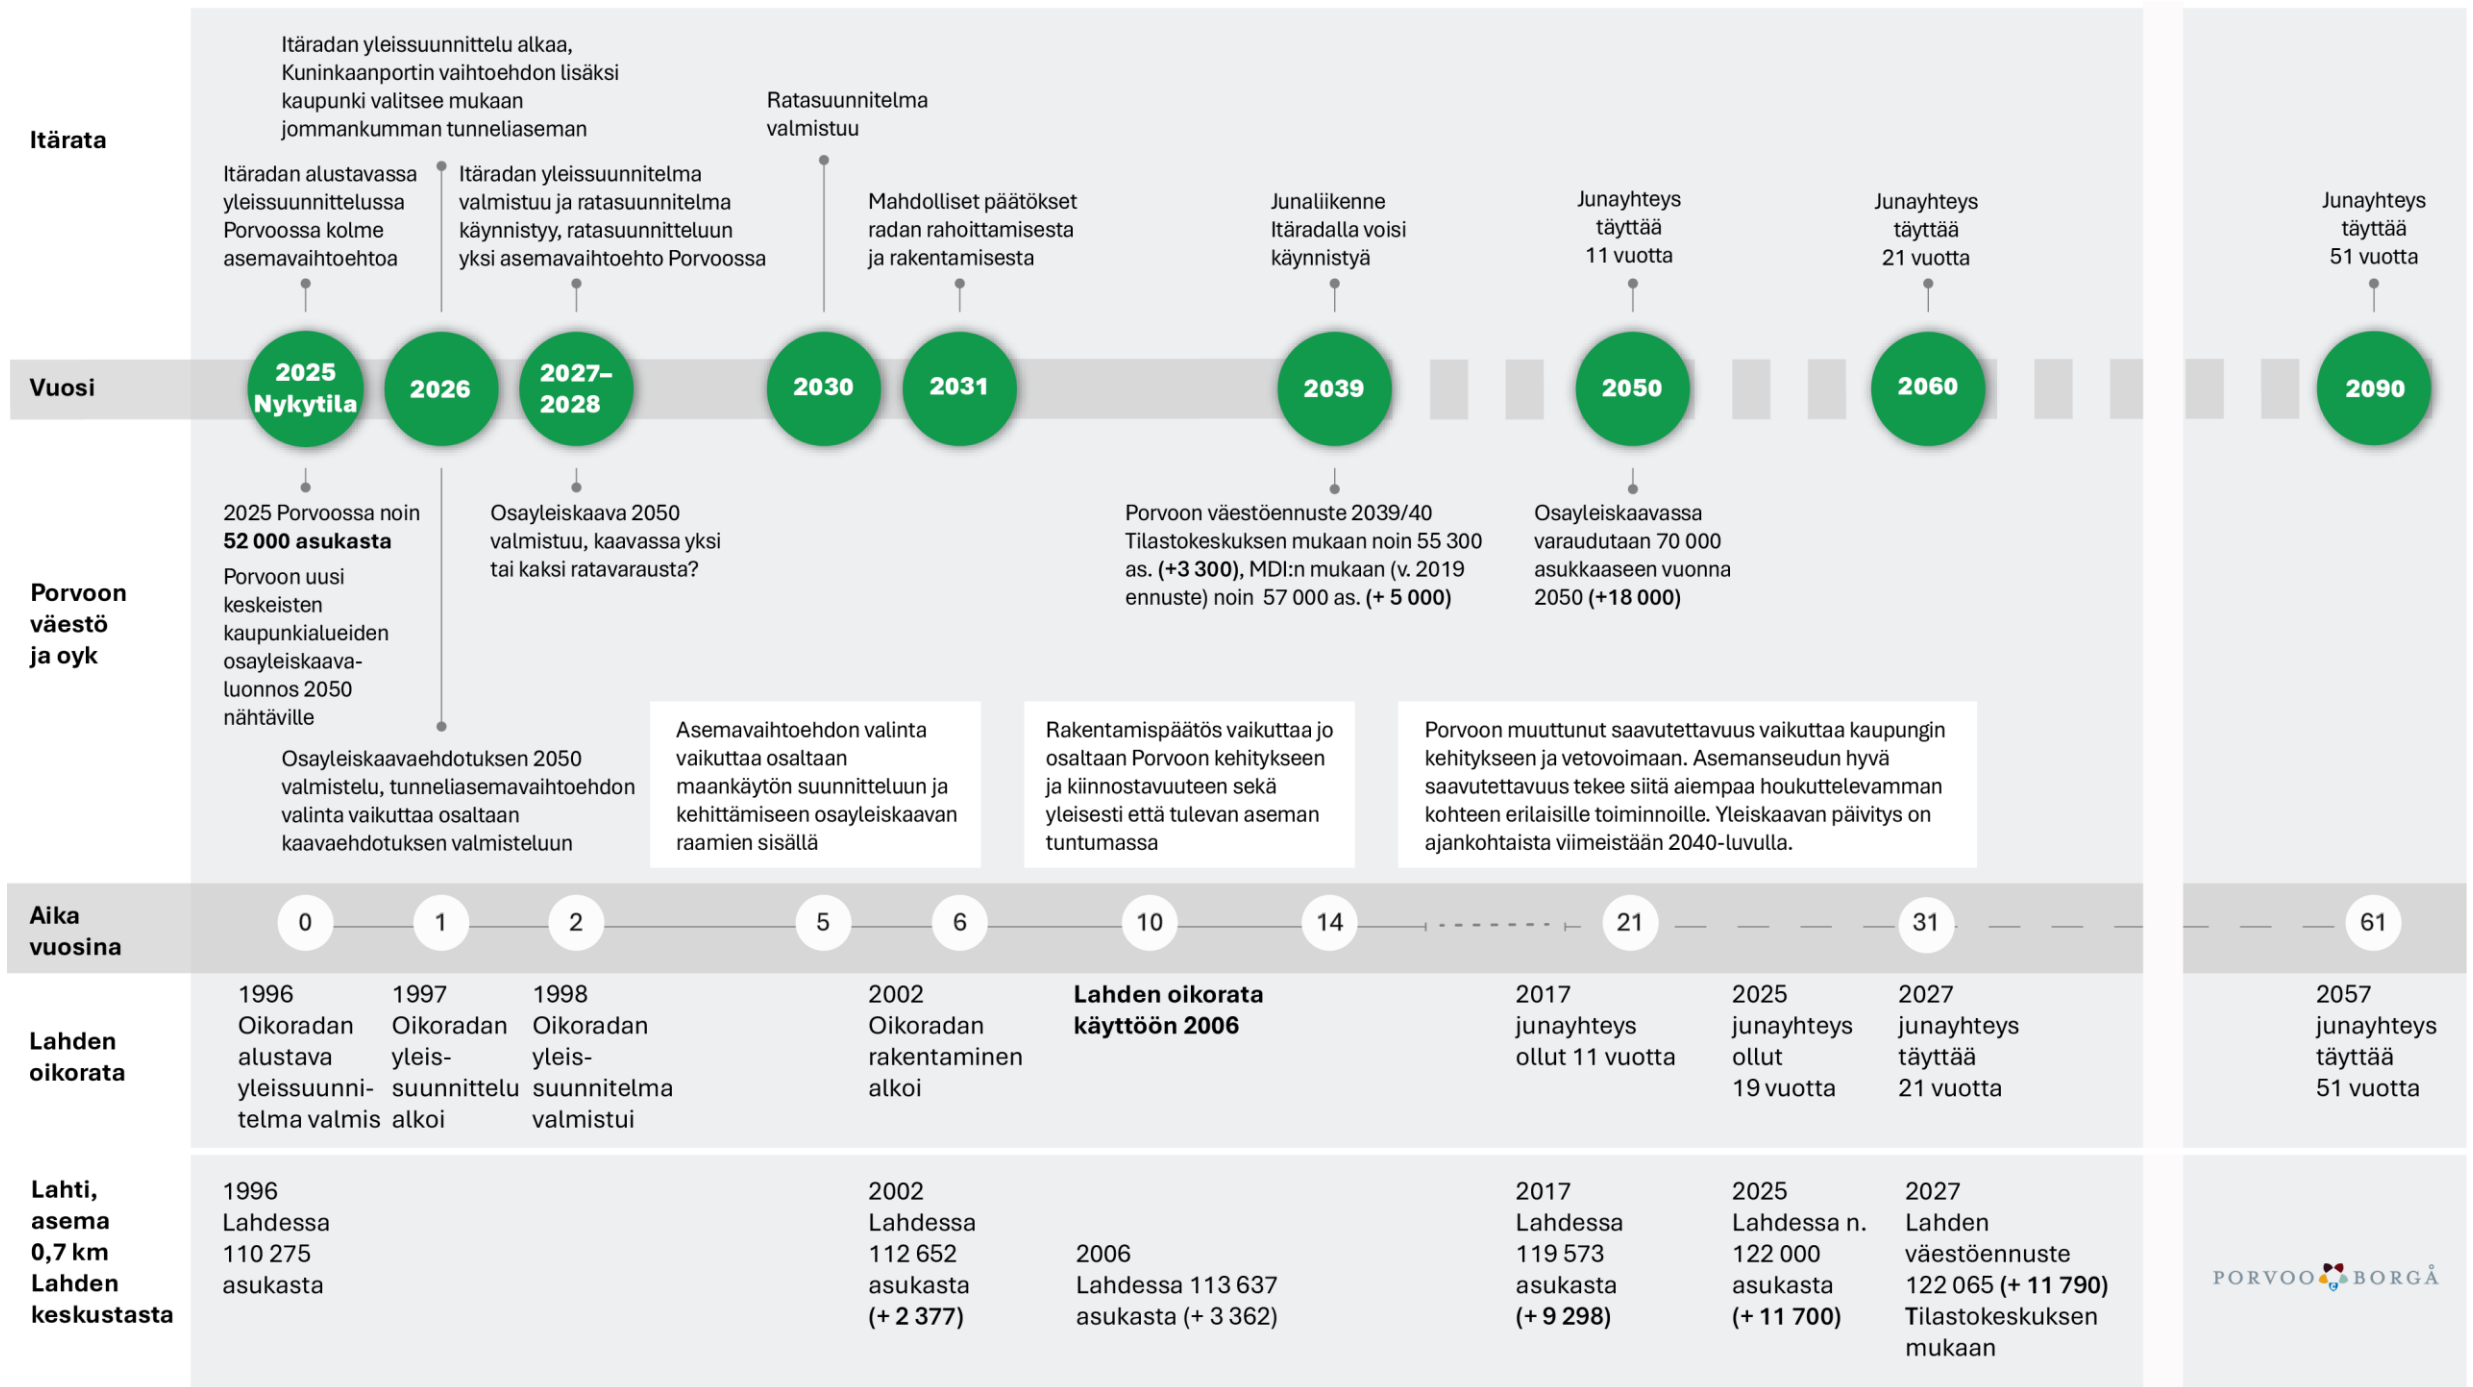 Itärata
Itäradan yleissuunnittelu alkaa,
Kuninkaanportin vaihtoehdon lisäksi
kaupunki valitsee mukaan
jommankumman tunneliaseman
Itäradan alustavassa
yleissuunnittelussa
Porvoossa kolme
asemavaihtoehtoa
Itäradan yleissuunnitelma
valmistuu ja ratasuunnitelma
käynnistyy, ratasuunnitteluun
yksi asemavaihtoehto Porvoossa
Ratasuunnitelma
valmistuu
Mahdolliset päätökset
radan rahoittamisesta
ja rakentamisesta
Junaliikenne
Itäradalla voisi
käynnistyä
Junayhteys
täyttää
11 vuotta
Junayhteys
täyttää
21 vuotta
Junayhteys
täyttää
51 vuotta
Vuosi
2025
Nykytila
2026
2027–
2028
2030
2031
2039
2050
2060
2090
Porvoon
väestö
ja oyk
2025 Porvoossa noin
52 000 asukasta
Porvoon uusi
keskeisten
kaupunkialueiden
osayleiskaava-
luonnos 2050
nähtäville
Osayleiskaavaehdotuksen 2050
valmistelu, tunneliasemavaihtoehdon
valinta vaikuttaa osaltaan
kaavaehdotuksen valmisteluun
Osayleiskaava 2050
valmistuu, kaavassa yksi
tai kaksi ratavarausta?
Porvoon väestöennuste 2039/40
Tilastokeskuksen mukaan noin 55 300
as. (+3 300), MDI:n mukaan (v. 2019
ennuste) noin 57 000 as. (+ 5 000)
Osayleiskaavassa
varaudutaan 70 000
asukkaaseen vuonna
2050 (+18 000)
Asemavaihtoehdon valinta
vaikuttaa osaltaan
maankäytön suunnitteluun ja
kehittämiseen osayleiskaavan
raamien sisällä
Rakentamispäätös vaikuttaa jo
osaltaan Porvoon kehitykseen
ja kiinnostavuuteen sekä
yleisesti että tulevan aseman
tuntumassa
Porvoon muuttunut saavutettavuus vaikuttaa kaupungin
kehitykseen ja vetovoimaan. Asemanseudun hyvä
saavutettavuus tekee siitä aiempaa houkuttelevamman
kohteen erilaisille toiminnoille. Yleiskaavan päivitys on
ajankohtaista viimeistään 2040-luvulla.
Aika
vuosina
0
1
2
5
6
10
14
21
31
61
Lahden
oikorata
1996
Oikoradan
alustava
yleissuunni-
telma valmis
1997
Oikoradan
yleis-
suunnittelu
alkoi
1998
Oikoradan
yleis-
suunnitelma
valmistui
2002
Oikoradan
rakentaminen
alkoi
Lahden oikorata
käyttöön 2006
2017
junayhteys
ollut 11 vuotta
2025
junayhteys
ollut
19 vuotta
2027
junayhteys
täyttää
21 vuotta
2057
junayhteys
täyttää
51 vuotta
Lahti,
asema
0,7 km
Lahden
keskustasta
1996
Lahdessa
110 275
asukasta
2002
Lahdessa
112 652
asukasta
(+ 2 377)
2006
Lahdessa 113 637
asukasta (+ 3 362)
2017
Lahdessa
119 573
asukasta
(+ 9 298)
2025
Lahdessa n.
122 000
asukasta
(+ 11 700)
2027
Lahden
väestöennuste
122 065 (+ 11 790)
Tilastokeskuksen
mukaan
PORVOO BORGÅ